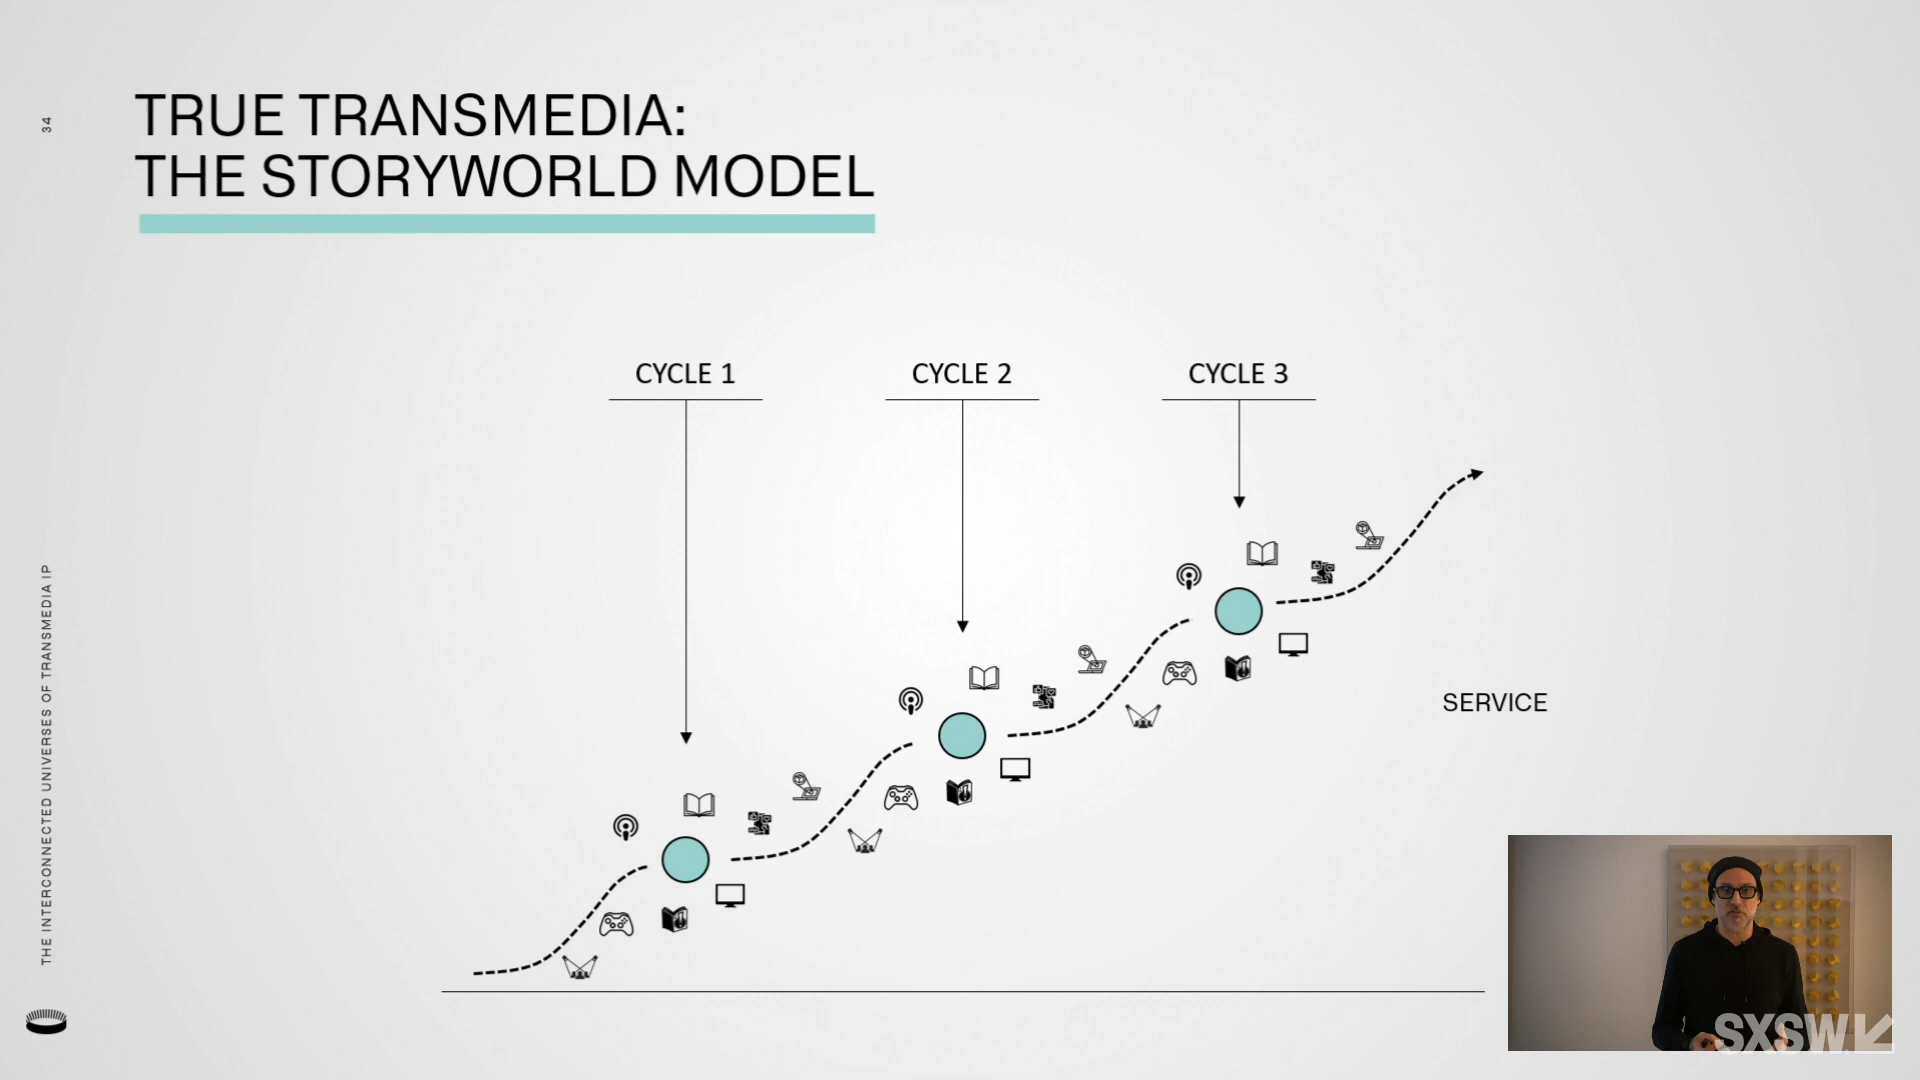 34
TRUE TRANSMEDIA:
THE STORYWORLD MODEL
CYCLE 1
CYCLE 2
CYCLE 3
SERVICE
THE INTERCONNECTED UNIVERSES OF TRANSMEDIA IP
SXSW